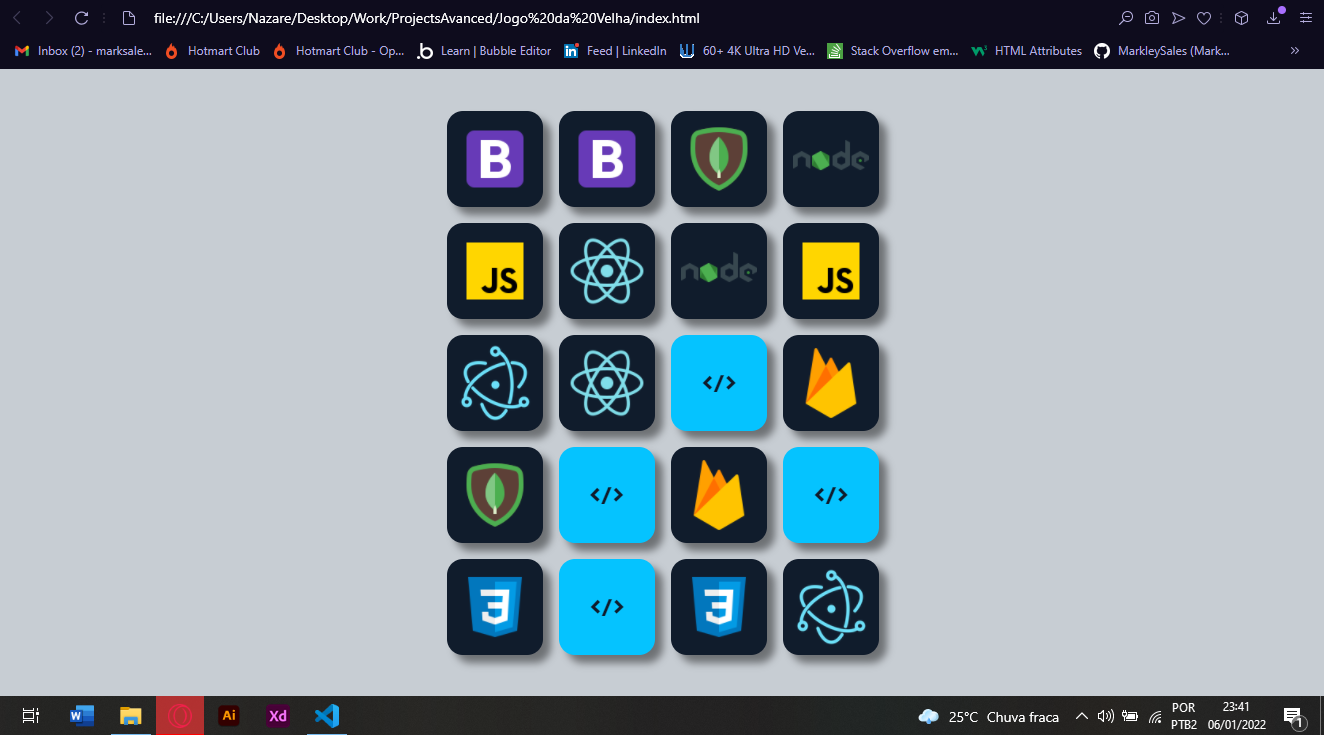 file:///C:/Users/Nazare/Desktop/Work/ProjectsAvanced/Jogo%20da%20Velha/index.html
Inbox (2) - marksale... Hotmart Club Hotmart Club - Op... Learn | Bubble Editor Feed | LinkedIn 60+ 4K Ultra HD Ve... Stack Overflow em... HTML Attributes MarkleySales (Mark... »
B B node
JS node JS
</>
</> </>
3 </> 3
W Ai Xd 25°C Chuva fraca POR 23:41
PTB2 06/01/2022 1